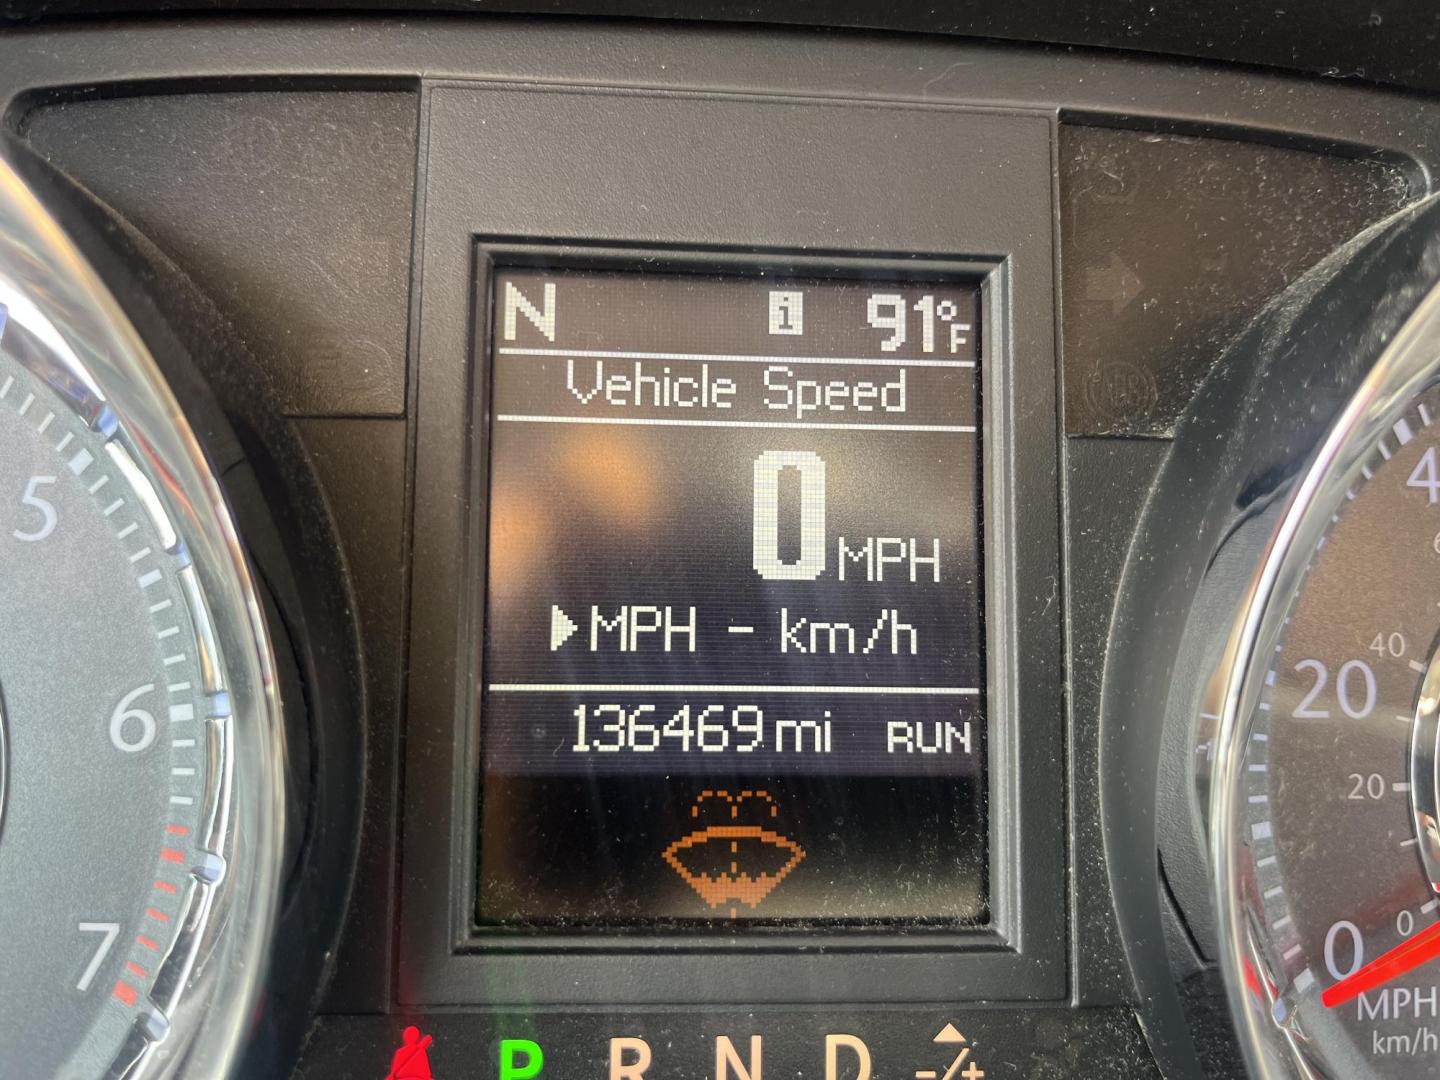 N i 91°F
Vehicle Speed
0 MPH
▶MPH - km/h
136469 mi RUN
P R N D -/+
5
6
7
4
40
20
20
0
0
MPH
km/h